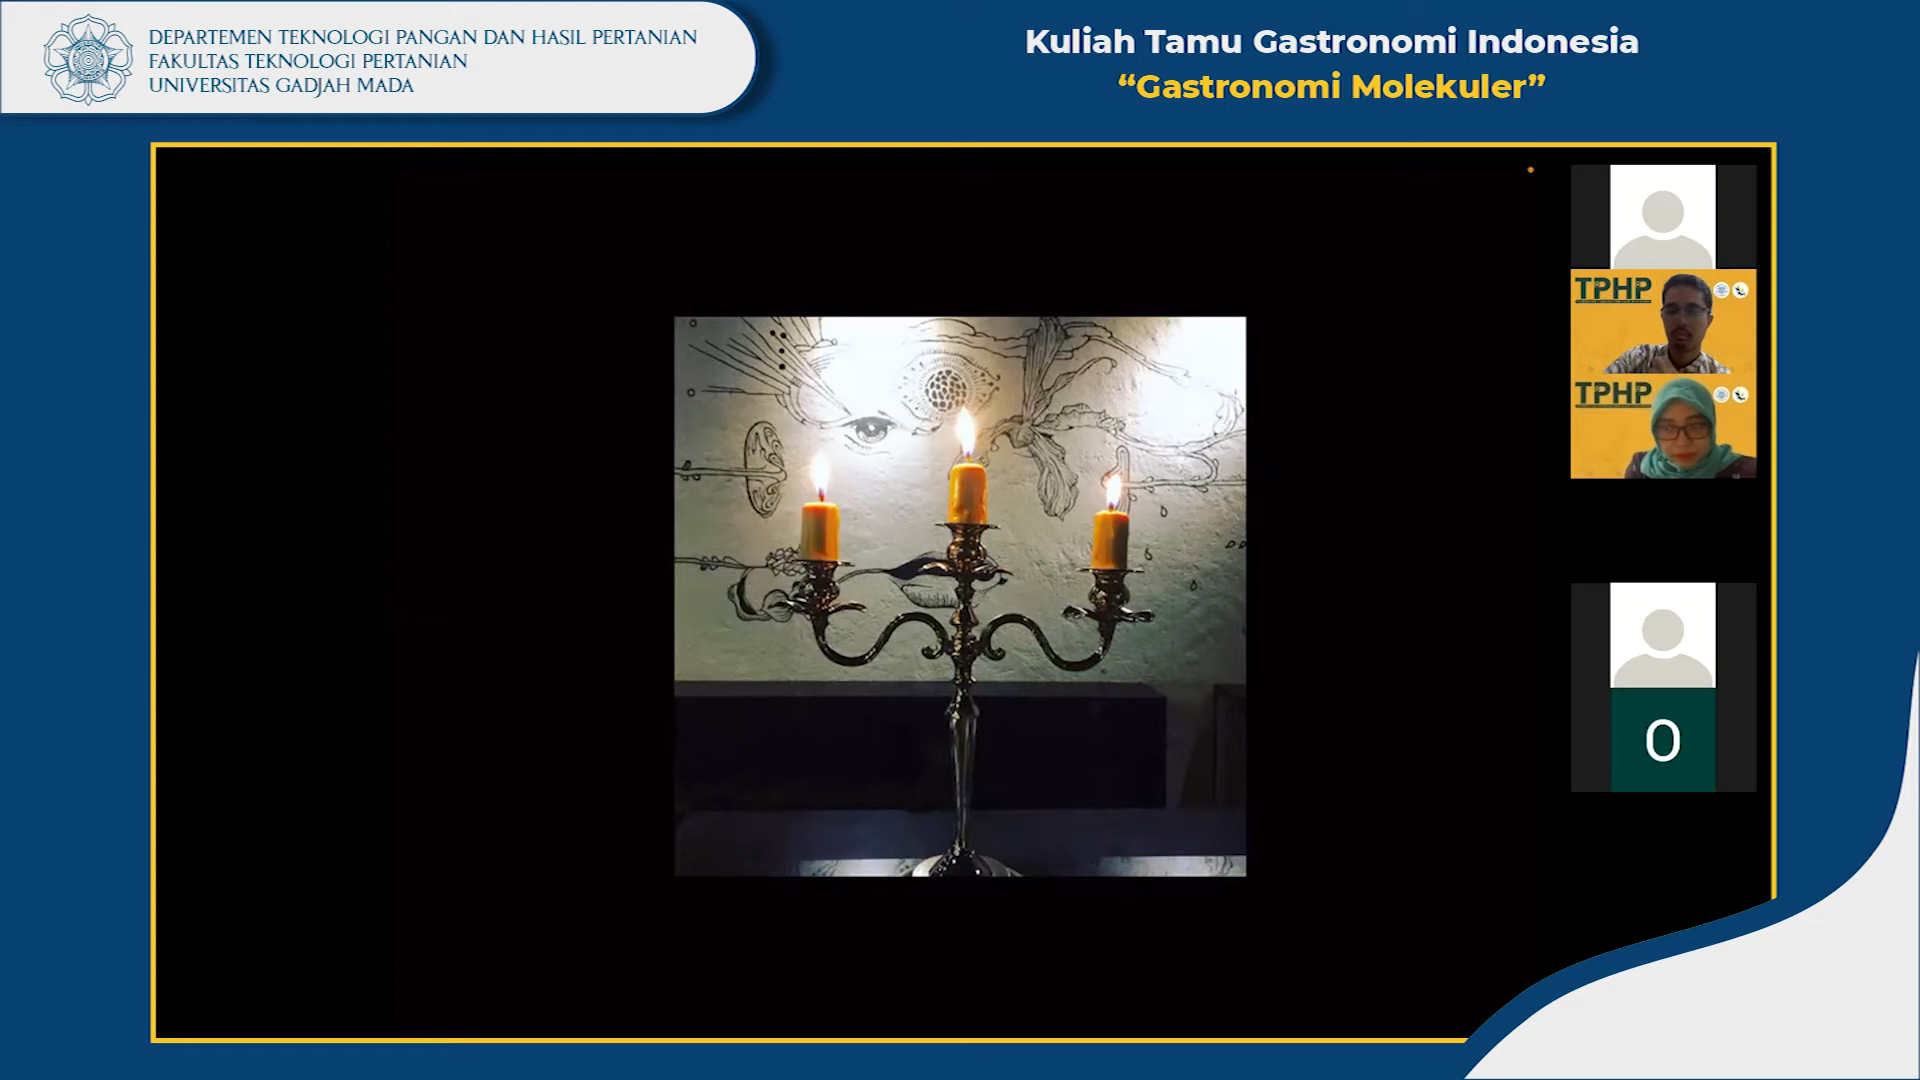 DEPARTEMEN TEKNOLOGI PANGAN DAN HASIL PERTANIAN
FAKULTAS TEKNOLOGI PERTANIAN
UNIVERSITAS GADJAH MADA
Kuliah Tamu Gastronomi Indonesia
“Gastronomi Molekuler”
TPHP
TPHP
O